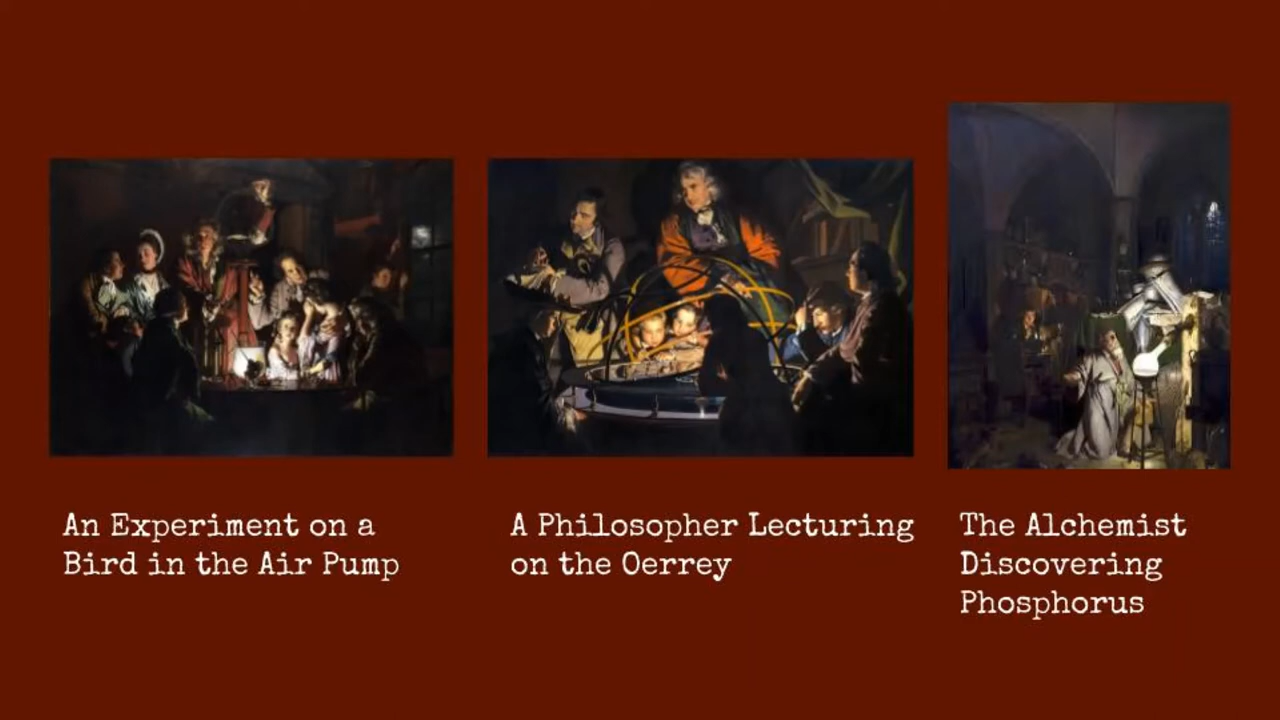 An Experiment on a
Bird in the Air Pump
A Philosopher Lecturing
on the Oerrey
The Alchemist
Discovering
Phosphorus